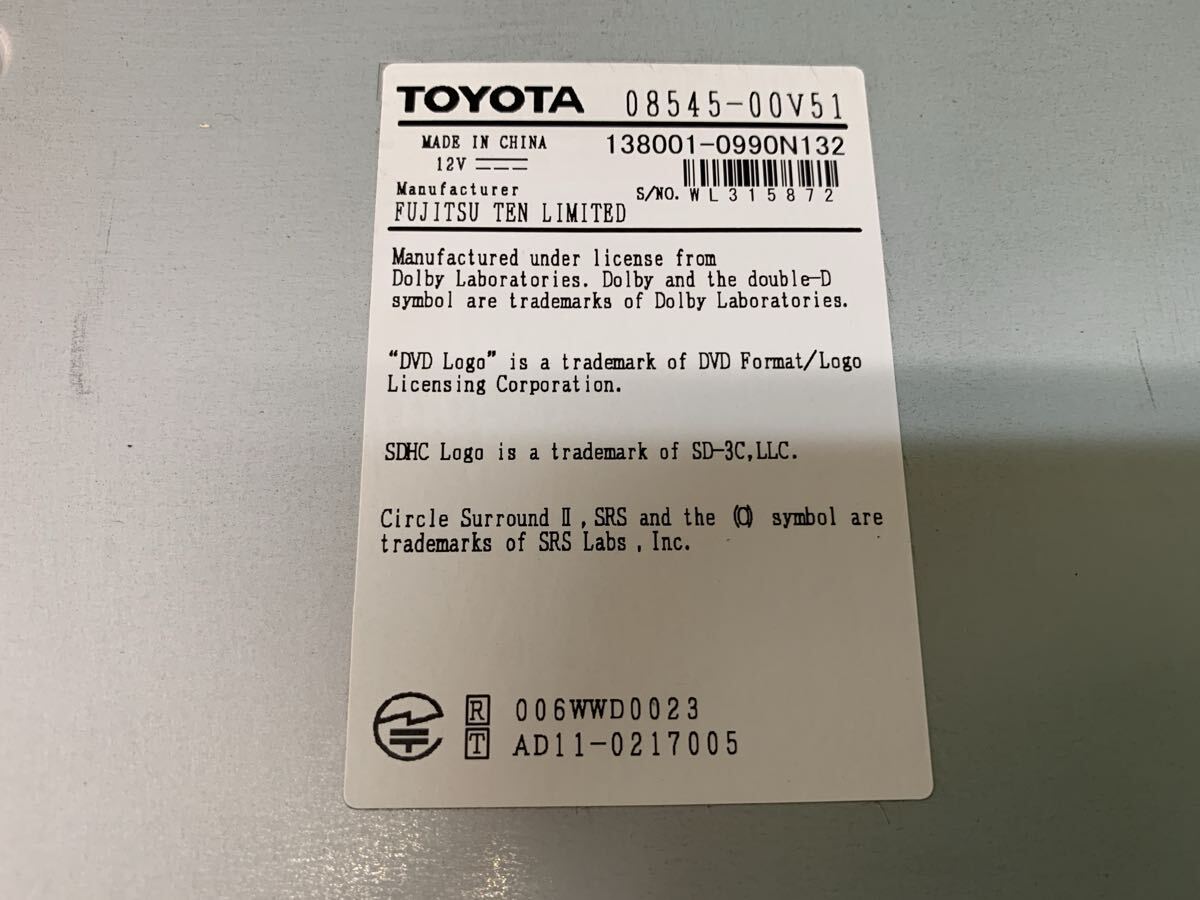 TOYOTA 08545-00V51
MADE IN CHINA 138001-0990N132
12V
Manufacturer S/NO. WL315872
FUJITSU TEN LIMITED
Manufactured under license from
Dolby Laboratories. Dolby and the double-D
symbol are trademarks of Dolby Laboratories.
“DVD Logo” is a trademark of DVD Format/Logo
Licensing Corporation.
SDHC Logo is a trademark of SD-3C,LLC.
Circle Surround Ⅱ, SRS and the (O) symbol are
trademarks of SRS Labs , Inc.
R 006WWD0023
T AD11-0217005